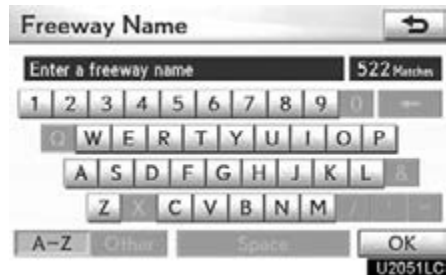 Freeway Name
Enter a freeway name 522 Matches
1 2 3 4 5 6 7 8 9 0 ←
Q W E R T Y U I O P
A S D F G H J K L &
Z X C V B N M / ' -
A-Z Other Space OK
U2051LC